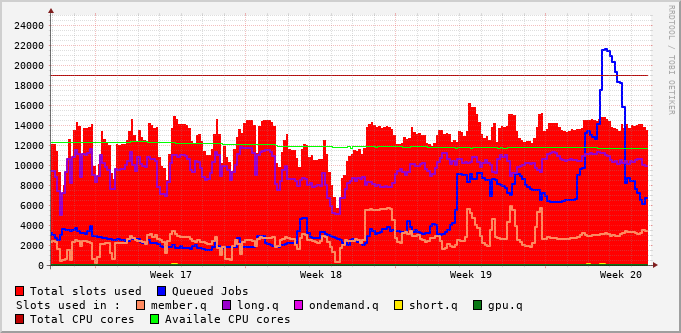 24000
22000
20000
18000
16000
14000
12000
10000
8000
6000
4000
2000
0
Week 17 Week 18 Week 19 Week 20
RRDTOOL / TOBI OETIKER
Total slots used Queued Jobs
Slots used in : member.q long.q ondemand.q short.q gpu.q
Total CPU cores Availale CPU cores